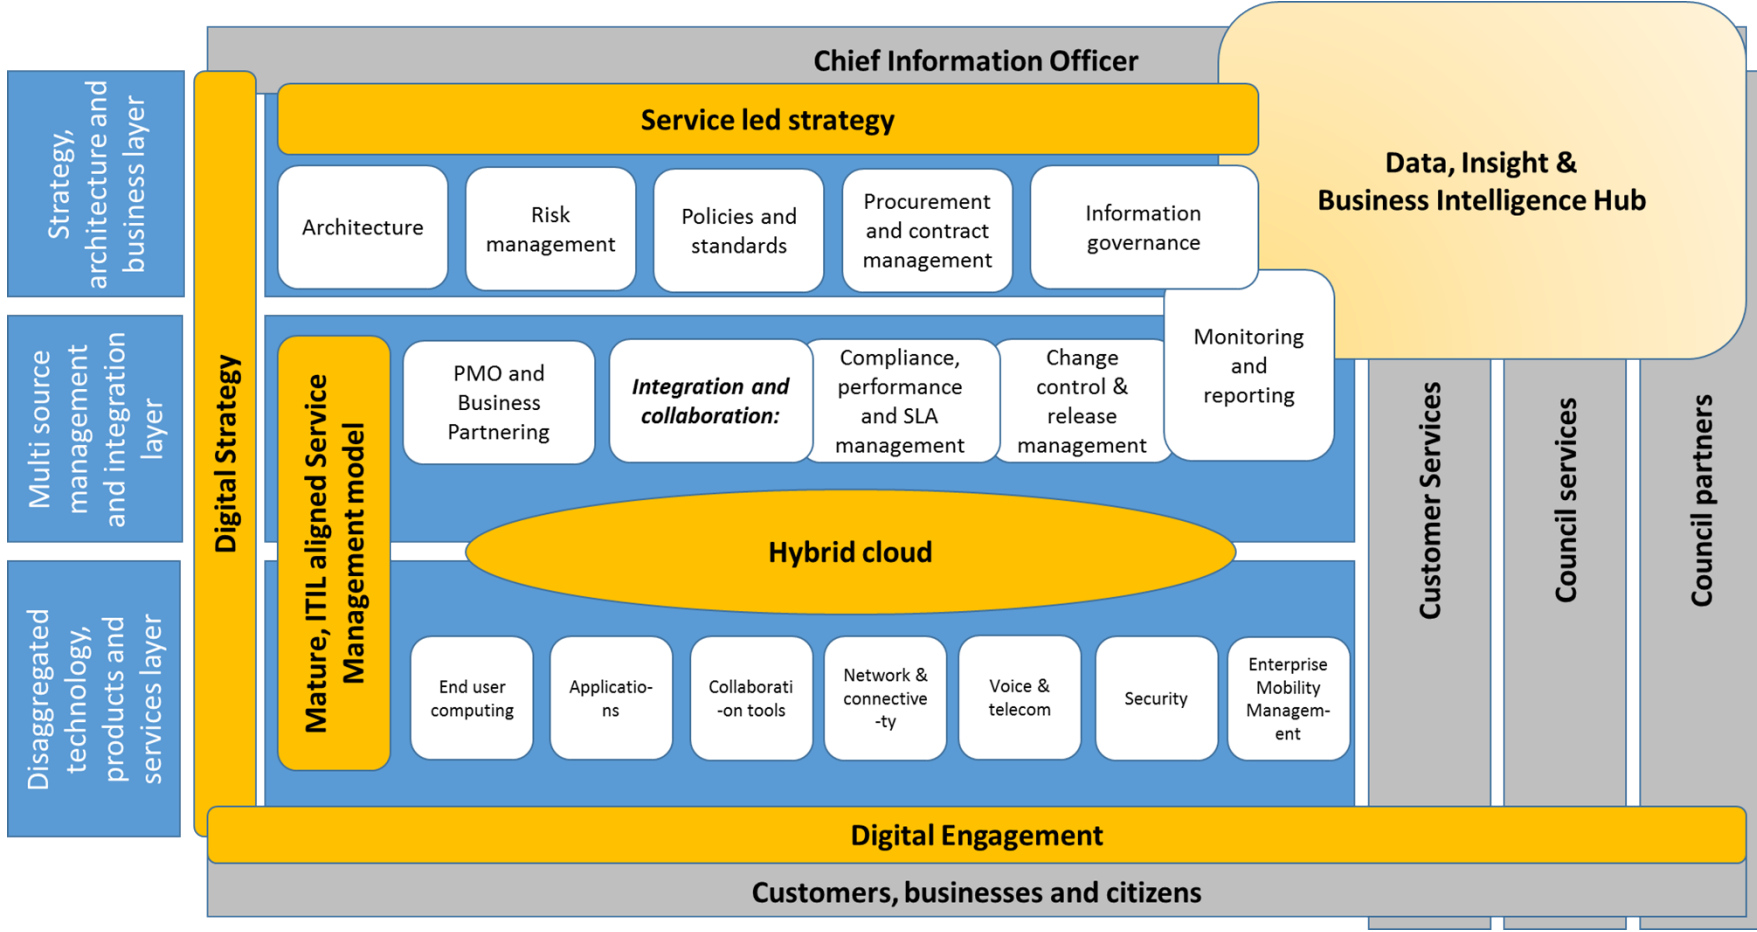 Chief Information Officer
Strategy,
architecture and
business layer
Service led strategy
Data, Insight &
Business Intelligence Hub
Architecture
Risk
management
Policies and
standards
Procurement
and contract
management
Information
governance
Digital Strategy
Multi source
management
and integration
layer
Mature, ITIL aligned Service
Management model
PMO and
Business
Partnering
Integration and
collaboration:
Compliance,
performance
and SLA
management
Change
control &
release
management
Monitoring
and
reporting
Customer Services
Council services
Council partners
Hybrid cloud
Disaggregated
technology,
products and
services layer
End user
computing
Applicatio-
ns
Collaborati
-on tools
Network &
connective
-ty
Voice &
telecom
Security
Enterprise
Mobility
Managem-
ent
Digital Engagement
Customers, businesses and citizens